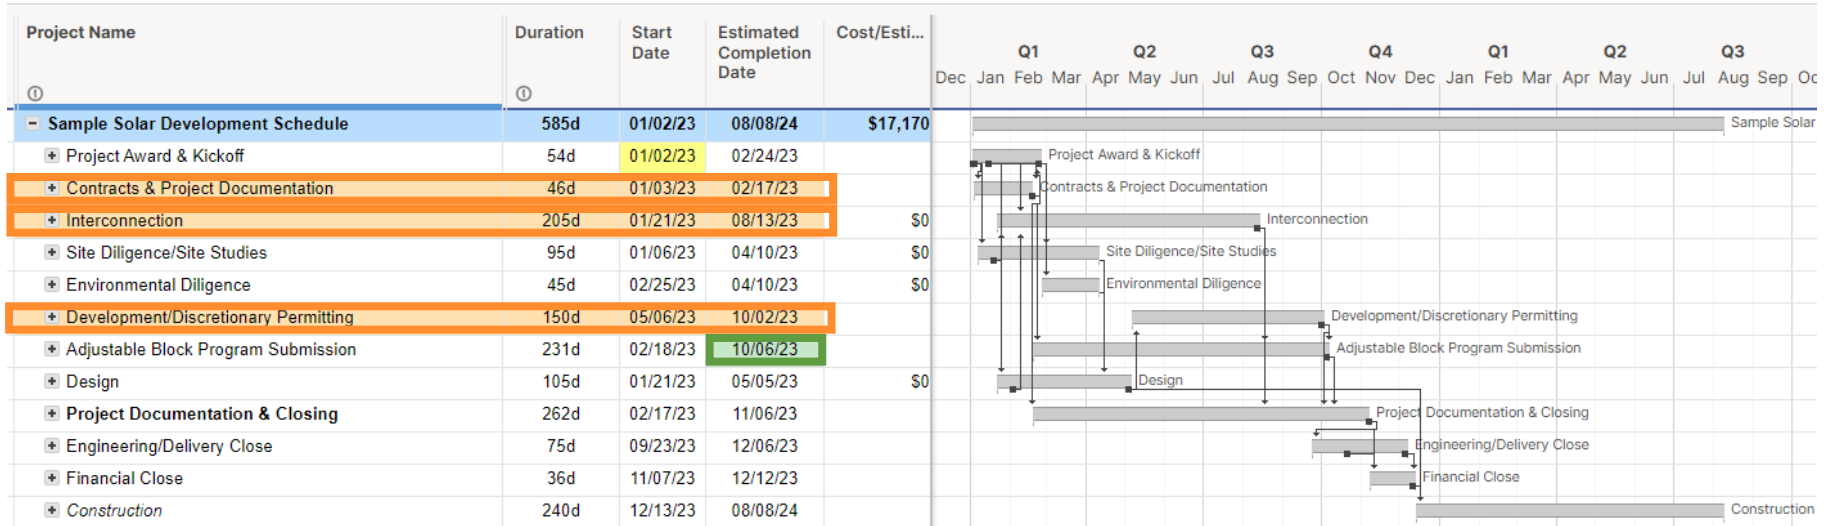 Project Name Duration Start Date Estimated Completion Date Cost/Esti...
Q1 Q2 Q3 Q4 Q1 Q2 Q3
Dec Jan Feb Mar Apr May Jun Jul Aug Sep Oct Nov Dec Jan Feb Mar Apr May Jun Jul Aug Sep Oc
Sample Solar Development Schedule 585d 01/02/23 08/08/24 $17,170 Sample Solar
Project Award & Kickoff 54d 01/02/23 02/24/23 Project Award & Kickoff
Contracts & Project Documentation 46d 01/03/23 02/17/23 Contracts & Project Documentation
Interconnection 205d 01/21/23 08/13/23 $0 Interconnection
Site Diligence/Site Studies 95d 01/06/23 04/10/23 $0 Site Diligence/Site Studies
Environmental Diligence 45d 02/25/23 04/10/23 $0 Environmental Diligence
Development/Discretionary Permitting 150d 05/06/23 10/02/23 Development/Discretionary Permitting
Adjustable Block Program Submission 231d 02/18/23 10/06/23 Adjustable Block Program Submission
Design 105d 01/21/23 05/05/23 $0 Design
Project Documentation & Closing 262d 02/17/23 11/06/23 Project Documentation & Closing
Engineering/Delivery Close 75d 09/23/23 12/06/23 Engineering/Delivery Close
Financial Close 36d 11/07/23 12/12/23 Financial Close
Construction 240d 12/13/23 08/08/24 Construction